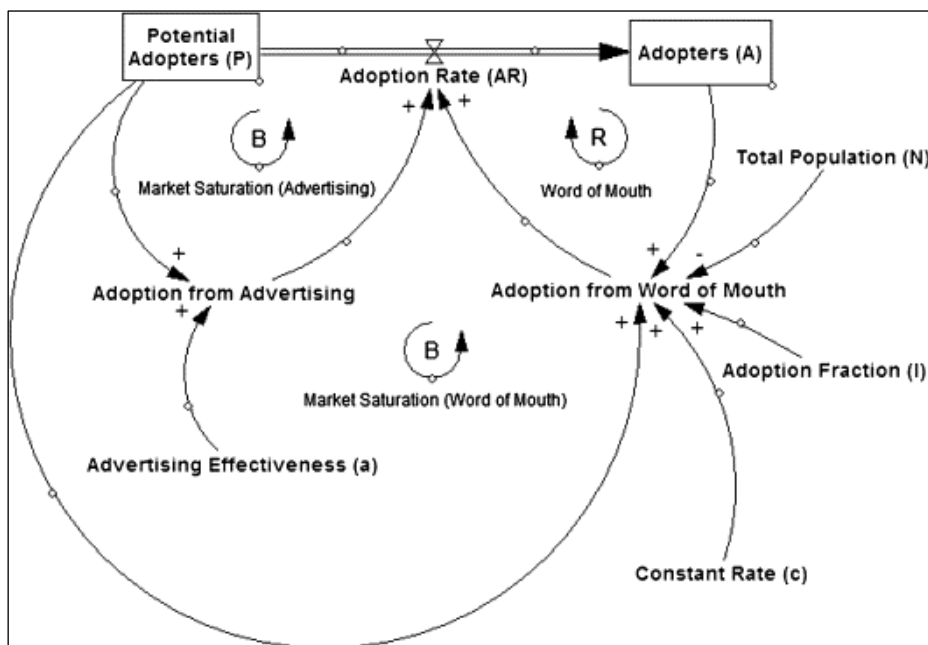 Potential
Adopters (P)
Adopters (A)
Adoption Rate (AR)
+
+
B
R
Market Saturation (Advertising)
Word of Mouth
Total Population (N)
+
+
-
Adoption from Advertising
Adoption from Word of Mouth
+
+
+
+
B
Market Saturation (Word of Mouth)
Adoption Fraction (I)
Advertising Effectiveness (a)
Constant Rate (c)